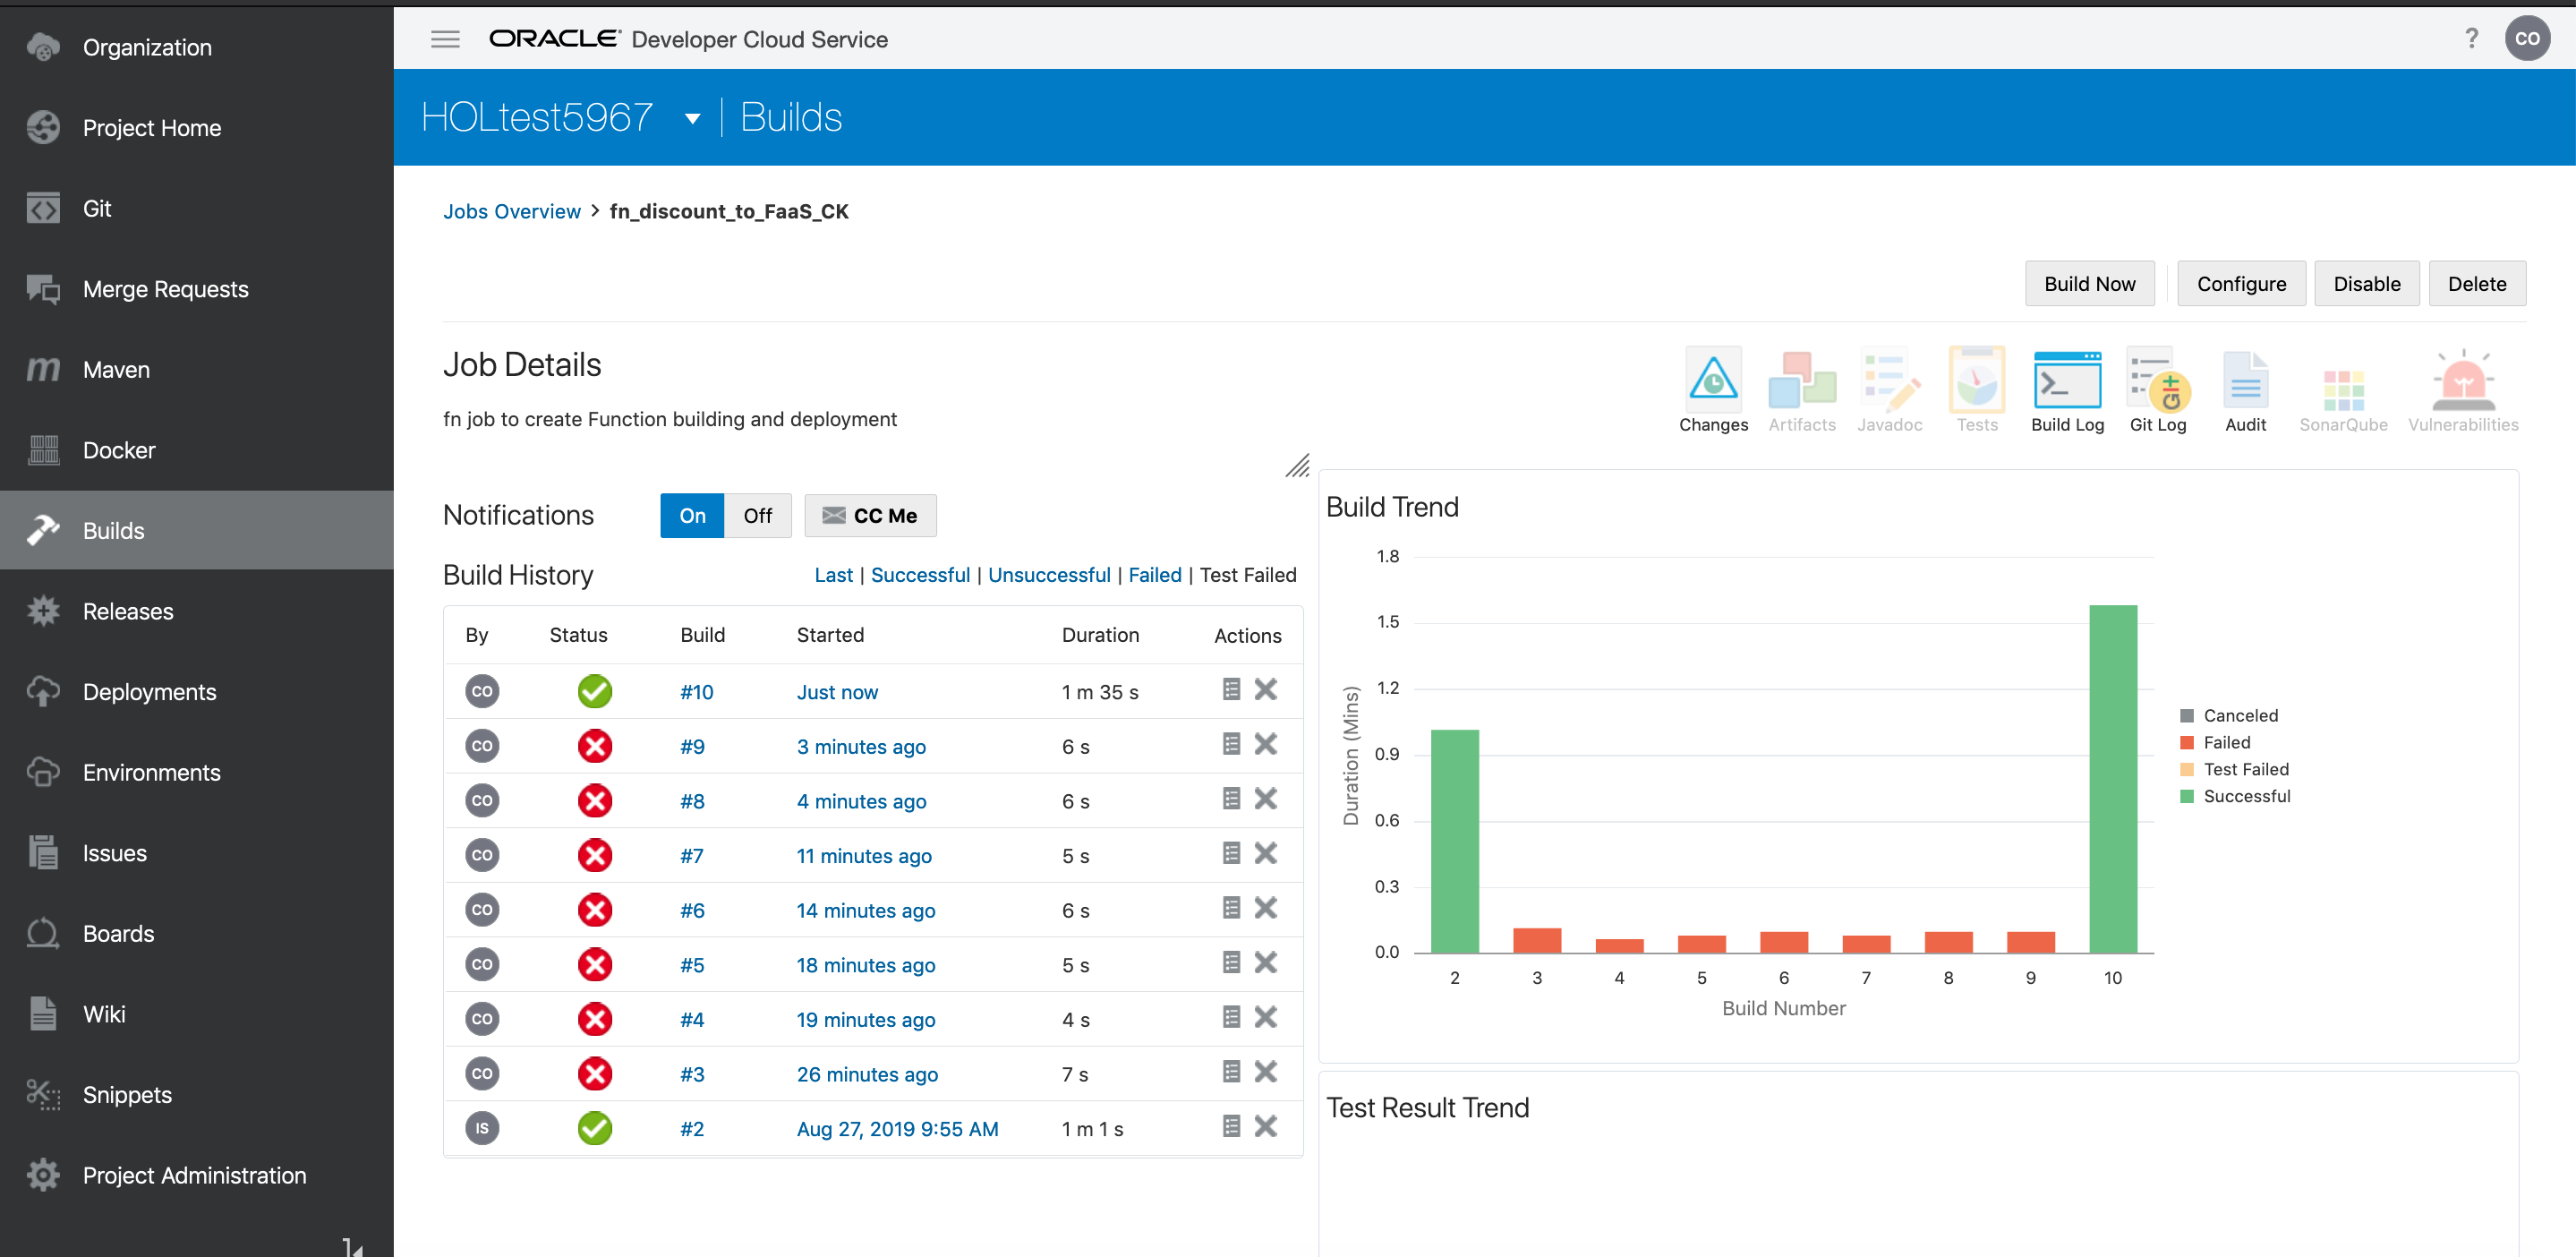 Organization
Project Home
Git
Merge Requests
Maven
Docker
Builds
Releases
Deployments
Environments
Issues
Boards
Wiki
Snippets
Project Administration
ORACLE Developer Cloud Service
? CO
HOLtest5967 | Builds
Jobs Overview > fn_discount_to_FaaS_CK
Build Now Configure Disable Delete
Job Details
fn job to create Function building and deployment
Changes Artifacts Javadoc Tests Build Log Git Log Audit SonarQube Vulnerabilities
Notifications On Off CC Me
Build History Last | Successful | Unsuccessful | Failed | Test Failed
By Status Build Started Duration Actions
CO #10 Just now 1 m 35 s
CO #9 3 minutes ago 6 s
CO #8 4 minutes ago 6 s
CO #7 11 minutes ago 5 s
CO #6 14 minutes ago 6 s
CO #5 18 minutes ago 5 s
CO #4 19 minutes ago 4 s
CO #3 26 minutes ago 7 s
IS #2 Aug 27, 2019 9:55 AM 1 m 1 s
Build Trend
Duration (Mins)
1.8
1.5
1.2
0.9
0.6
0.3
0.0
2 3 4 5 6 7 8 9 10
Build Number
Canceled
Failed
Test Failed
Successful
Test Result Trend